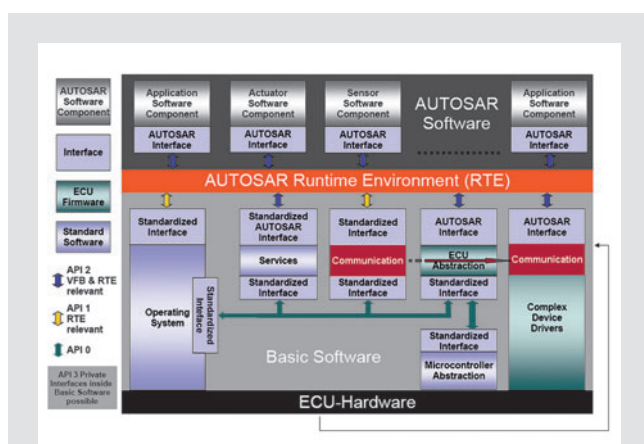 AUTOSAR
Software
Component
Interface
ECU
Firmware
Standard
Software
API 2
VFB & RTE
relevant
API 1
RTE
relevant
API 0
API 3 Private
Interfaces inside
Basic Software
possible
Application
Software
Component
AUTOSAR
Interface
Actuator
Software
Component
AUTOSAR
Interface
Sensor
Software
Component
AUTOSAR
Interface
AUTOSAR
Software
Application
Software
Component
AUTOSAR
Interface
AUTOSAR Runtime Environment (RTE)
Standardized
Interface
Operating
System
Standardized
Interface
Standardized
AUTOSAR
Interface
Services
Standardized
Interface
Standardized
Interface
Communication
Standardized
Interface
AUTOSAR
Interface
ECU
Abstraction
Standardized
Interface
Standardized
Interface
Microcontroller
Abstraction
AUTOSAR
Interface
Communication
Complex
Device
Drivers
Basic Software
ECU-Hardware